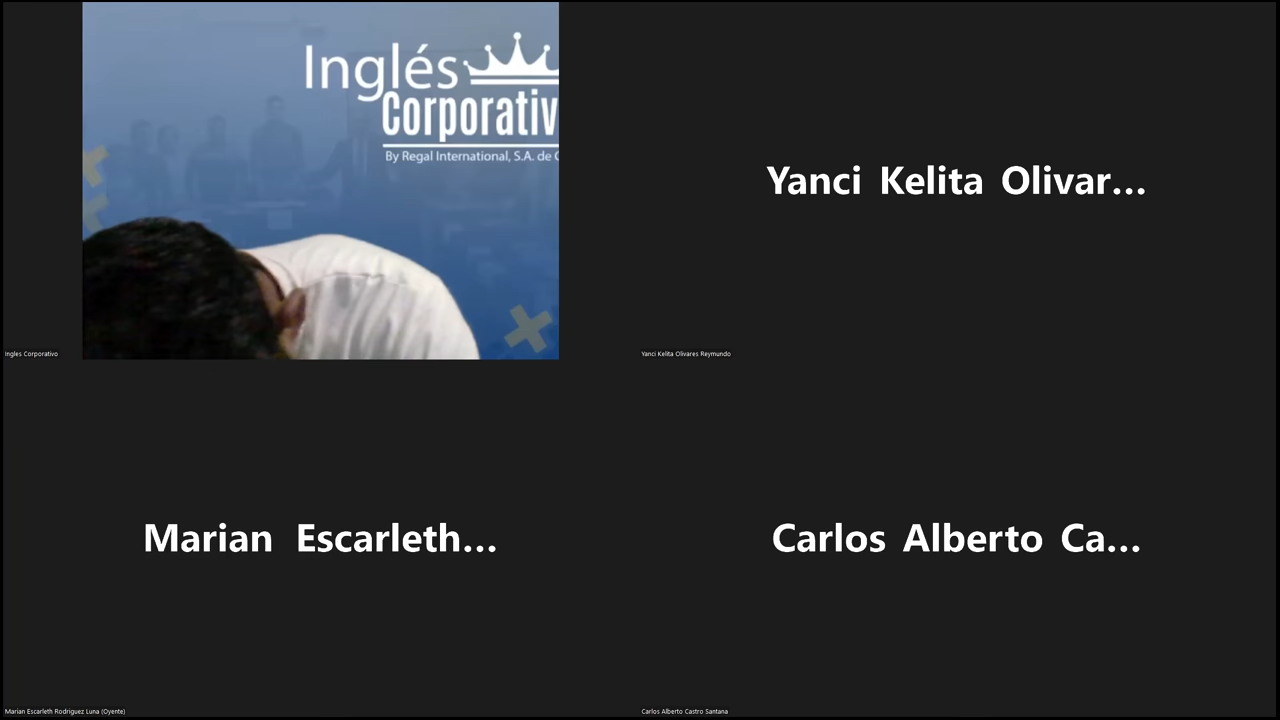 Inglés
Corporativ
By Regal International, S.A. de C
Ingles Corporativo
Yanci Kelita Olivar...
Yanci Kelita Olivares Reymundo
Marian Escarleth...
Marian Escarleth Rodriguez Luna (Oyente)
Carlos Alberto Ca...
Carlos Alberto Castro Santana